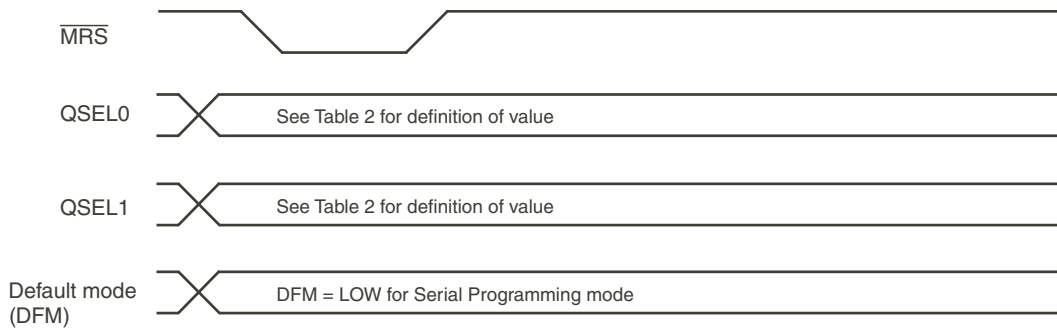 MRS
QSEL0
See Table 2 for definition of value
QSEL1
See Table 2 for definition of value
Default mode
(DFM)
DFM = LOW for Serial Programming mode